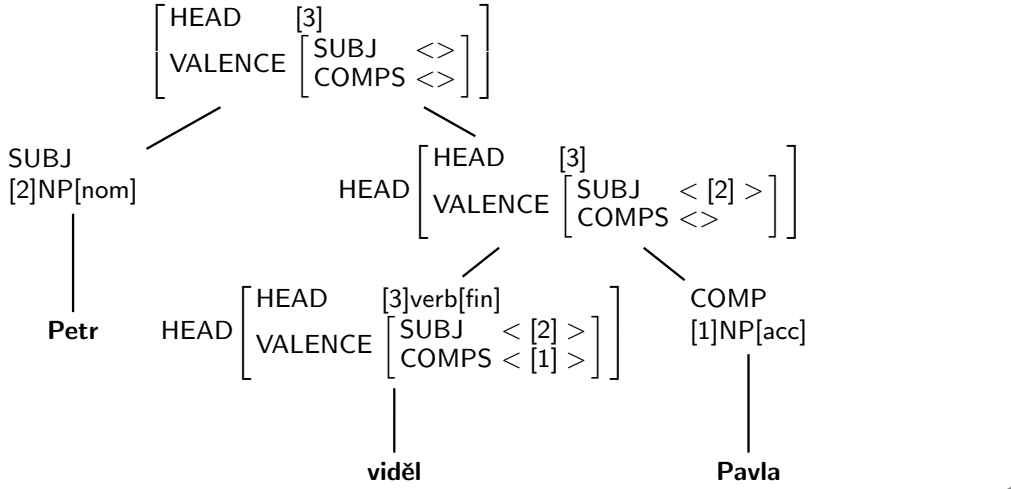 HEAD [3]
VALENCE
SUBJ <>
COMPS <>
SUBJ
[2]NP[nom]
HEAD
HEAD [3]
VALENCE
SUBJ < [2] >
COMPS <>
Petr
HEAD
HEAD [3]verb[fin]
VALENCE
SUBJ < [2] >
COMPS < [1] >
COMP
[1]NP[acc]
viděl
Pavla